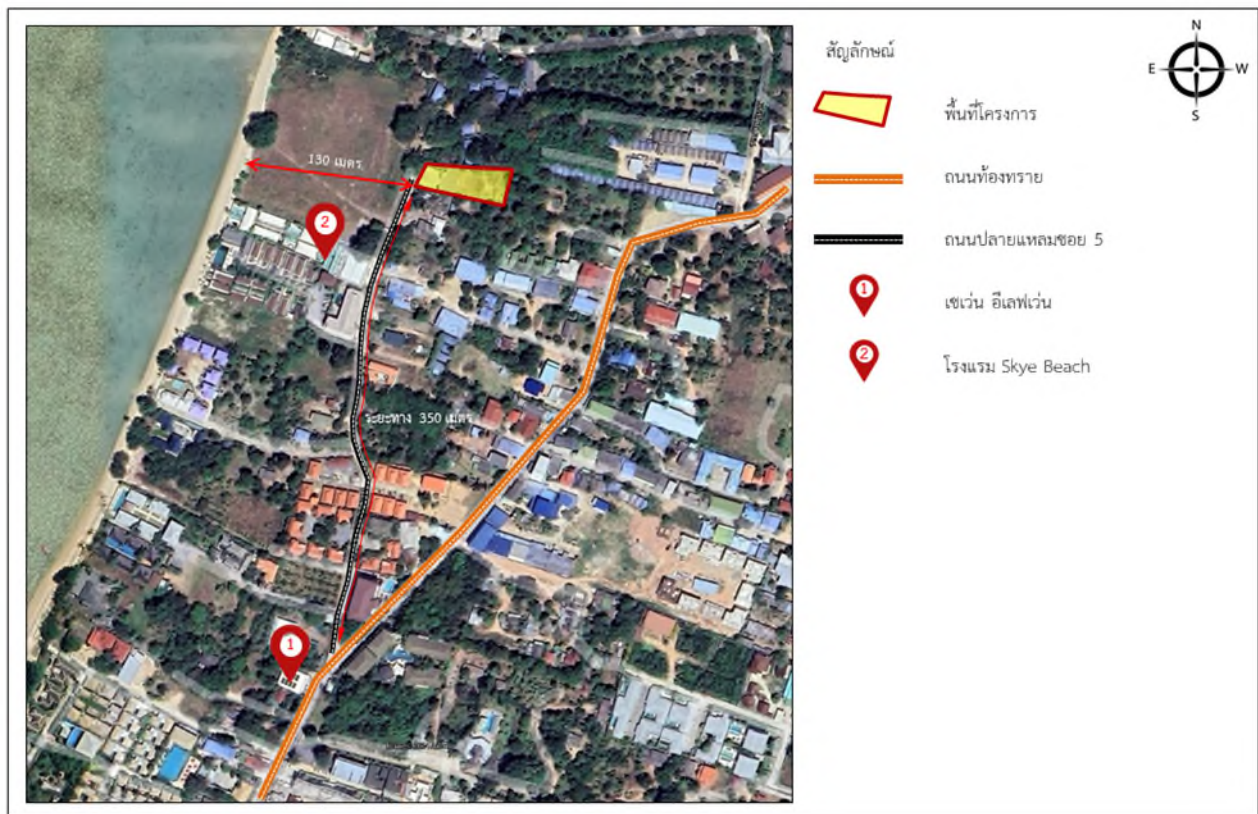 สัญลักษณ์
N
E
W
S
พื้นที่โครงการ
130 เมตร
ถนนท้องทราย
2
ถนนปลายแหลมซอย 5
1
เซเว่น อีเลฟเว่น
2
โรงแรม Skye Beach
ระยะทาง 350 เมตร
1